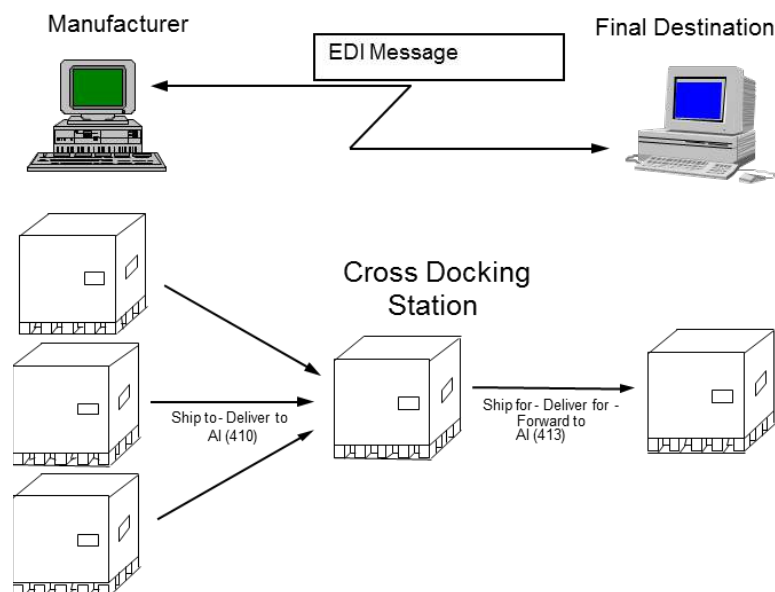 Manufacturer
EDI Message
Final Destination
Cross Docking
Station
Ship to - Deliver to
AI (410)
Ship for - Deliver for -
Forward to
AI (413)